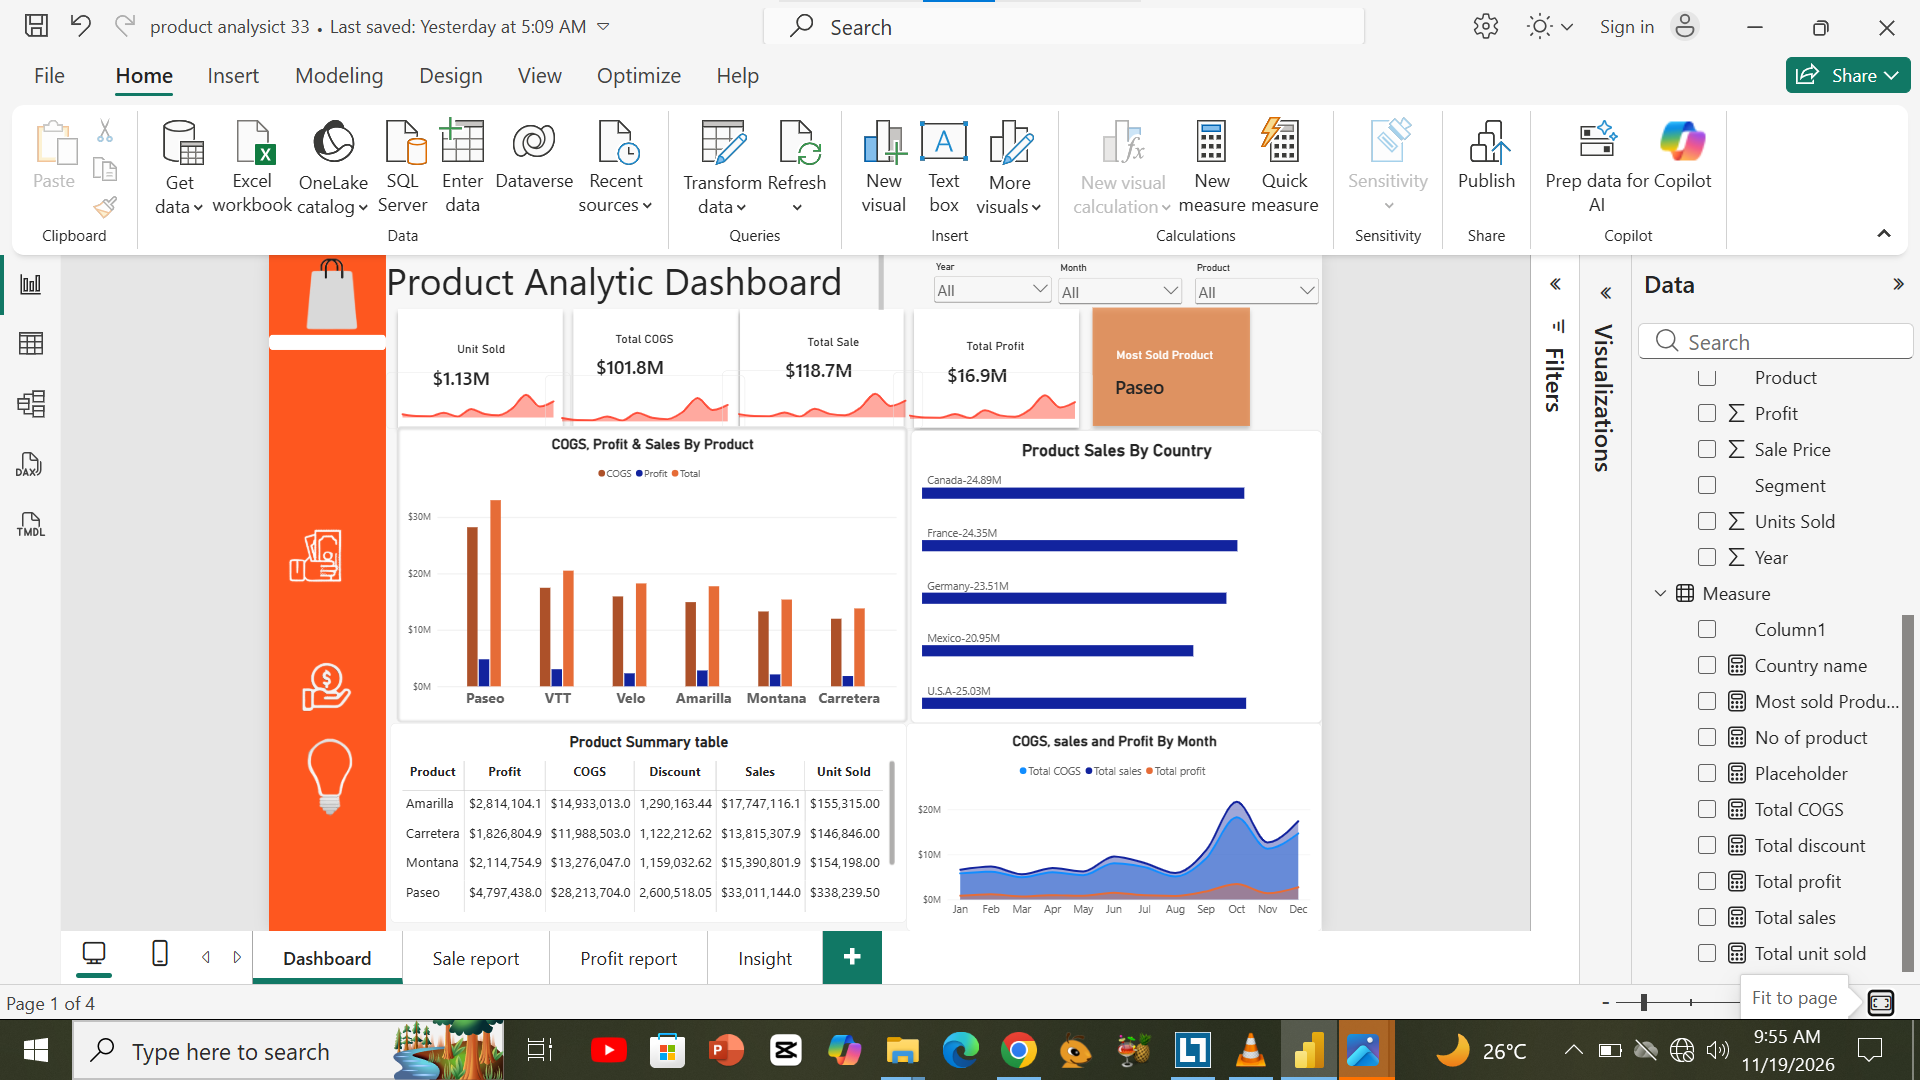 product analysict 33 • Last saved: Yesterday at 5:09 AM
Search
Sign in
File Home Insert Modeling Design View Optimize Help
Share
Paste
Clipboard
Get data
Excel workbook
OneLake catalog
SQL Server
Enter data
Dataverse
Recent sources
Data
Transform data
Refresh
Queries
New visual
Text box
More visuals
Insert
New visual calculation
New measure
Quick measure
Calculations
Sensitivity
Sensitivity
Publish
Share
Prep data for AI
Copilot
Copilot
DAX
TMDL
Product Analytic Dashboard
Year
All
Month
All
Product
All
Unit Sold
$1.13M
Total COGS
$101.8M
Total Sale
$118.7M
Total Profit
$16.9M
Most Sold Product
Paseo
COGS, Profit & Sales By Product
COGS Profit Total
$30M
$20M
$10M
$0M
Paseo VTT Velo Amarilla Montana Carretera
Product Sales By Country
Canada-24.89M
France-24.35M
Germany-23.51M
Mexico-20.95M
U.S.A-25.03M
Product Summary table
Product Profit COGS Discount Sales Unit Sold
Amarilla $2,814,104.1 $14,933,013.0 1,290,163.44 $17,747,116.1 $155,315.00
Carretera $1,826,804.9 $11,988,503.0 1,122,212.62 $13,815,307.9 $146,846.00
Montana $2,114,754.9 $13,276,047.0 1,159,032.62 $15,390,801.9 $154,198.00
Paseo $4,797,438.0 $28,213,704.0 2,600,518.05 $33,011,144.0 $338,239.50
COGS, sales and Profit By Month
Total COGS Total sales Total profit
$20M
$10M
$0M
Jan Feb Mar Apr May Jun Jul Aug Sep Oct Nov Dec
Filters
Visualizations
Data
Search
Product
Profit
Sale Price
Segment
Units Sold
Year
Measure
Column1
Country name
Most sold Produ...
No of product
Placeholder
Total COGS
Total discount
Total profit
Total sales
Total unit sold
Dashboard Sale report Profit report Insight
Page 1 of 4
Fit to page
Type here to search
26°C
9:55 AM
11/19/2026